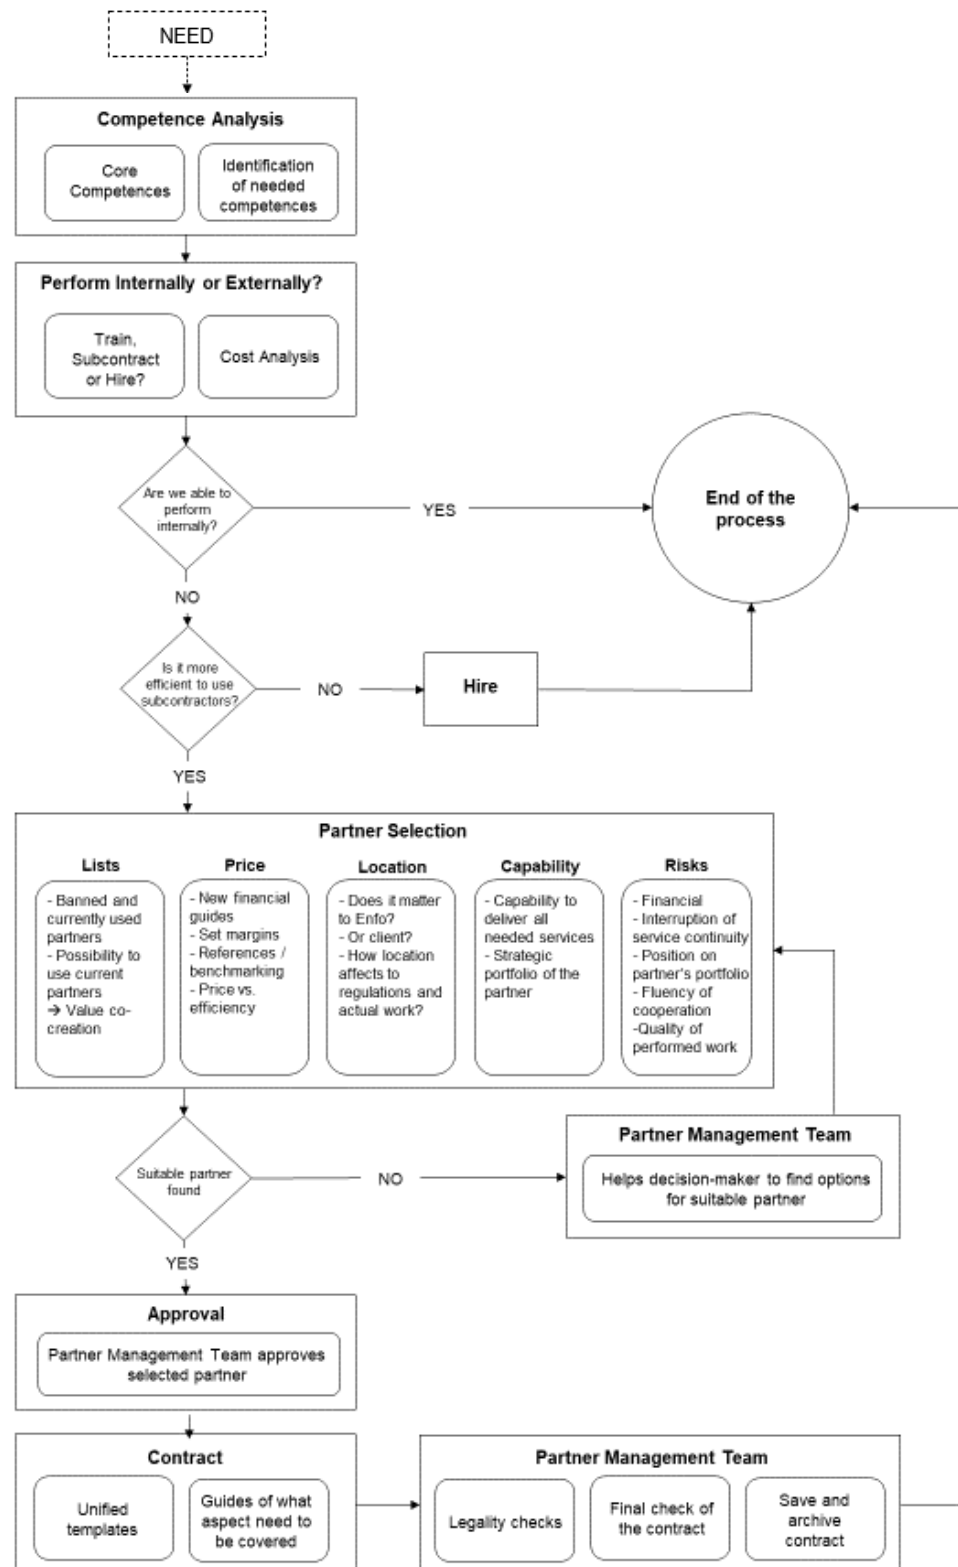 NEED
Competence Analysis
Core
Competences
Identification
of needed
competences
Perform Internally or Externally?
Train,
Subcontract
or Hire?
Cost Analysis
Are we able to
perform
internally?
YES
End of the
process
NO
Is it more
efficient to use
subcontractors?
NO
Hire
YES
Partner Selection
Lists
- Banned and
currently used
partners
- Possibility to
use current
partners
→ Value co-
creation
Price
- New financial
guides
- Set margins
- References /
benchmarking
- Price vs.
efficiency
Location
- Does it matter
to Enfo?
- Or client?
- How location
affects to
regulations and
actual work?
Capability
- Capability to
deliver all
needed services
- Strategic
portfolio of the
partner
Risks
- Financial
- Interruption of
service continuity
- Position on
partner's portfolio
- Fluency of
cooperation
-Quality of
performed work
Suitable partner
found
NO
Partner Management Team
Helps decision-maker to find options
for suitable partner
YES
Approval
Partner Management Team approves
selected partner
Contract
Unified
templates
Guides of what
aspect need to
be covered
Partner Management Team
Legality checks
Final check of
the contract
Save and
archive
contract